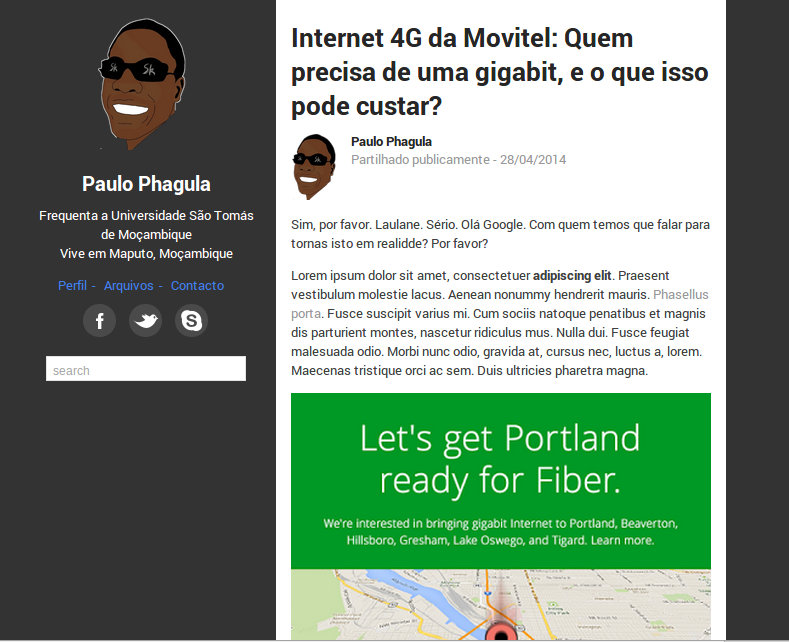 Paulo Phagula
Frequenta a Universidade São Tomás
de Moçambique
Vive em Maputo, Moçambique
Perfil - Arquivos - Contacto
search
Internet 4G da Movitel: Quem
precisa de uma gigabit, e o que isso
pode custar?
Paulo Phagula
Partilhado publicamente - 28/04/2014
Sim, por favor. Laulane. Sério. Olá Google. Com quem temos que falar para
tornas isto em realidde? Por favor?
Lorem ipsum dolor sit amet, consectetuer adipiscing elit. Praesent
vestibulum molestie lacus. Aenean nonummy hendrerit mauris. Phasellus
porta. Fusce suscipit varius mi. Cum sociis natoque penatibus et magnis
dis parturient montes, nascetur ridiculus mus. Nulla dui. Fusce feugiat
malesuada odio. Morbi nunc odio, gravida at, cursus nec, luctus a, lorem.
Maecenas tristique orci ac sem. Duis ultricies pharetra magna.
Let's get Portland
ready for Fiber.
We're interested in bringing gigabit Internet to Portland, Beaverton,
Hillsboro, Gresham, Lake Oswego, and Tigard. Learn more.